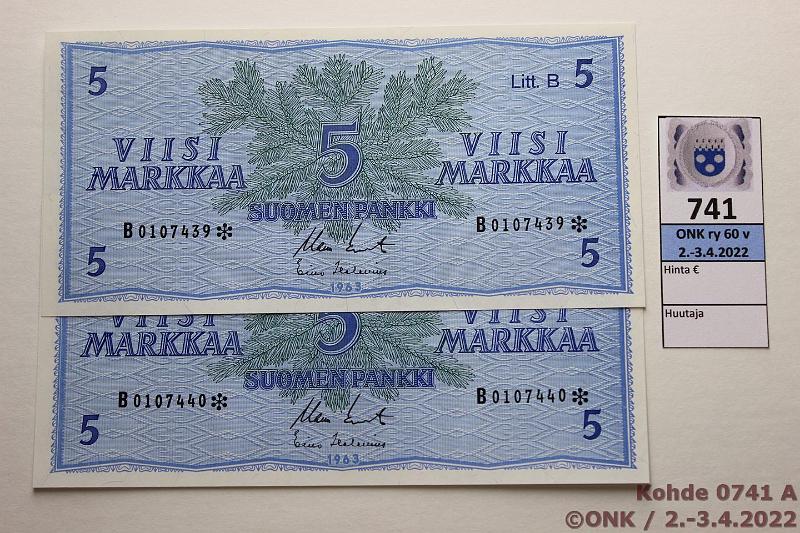 5
Litt. B 5
VIISI
MARKKAA
5
VIISI
MARKKAA
SUOMEN PANKKI
B 0107439 *
B 0107439 *
5
5
1963
VIISI
MARKKAA
5
VIISI
MARKKAA
SUOMEN PANKKI
B 0107440 *
B 0107440 *
5
5
1963
741
ONK ry 60 v
2.-3.4.2022
Hinta €
Huutaja
Kohde 0741 A
©ONK / 2.-3.4.2022